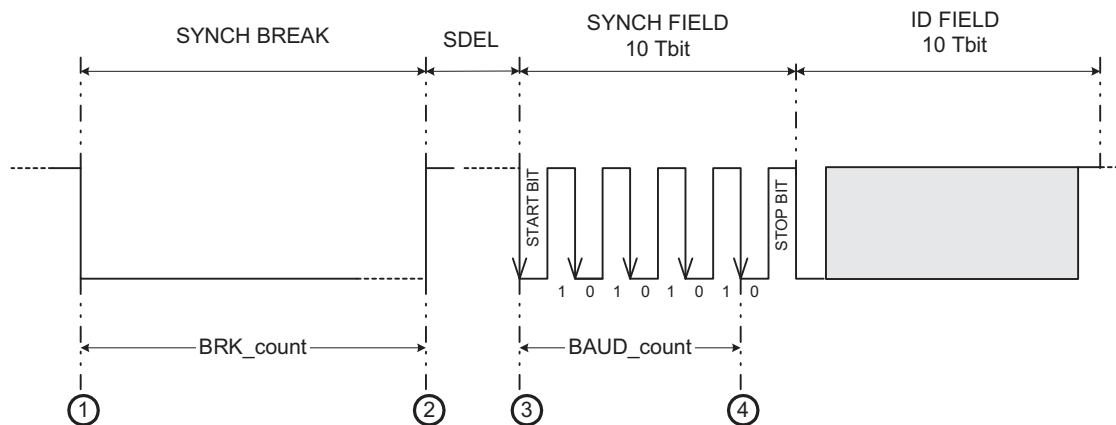 SYNCH BREAK
SDEL
SYNCH FIELD
10 Tbit
ID FIELD
10 Tbit
START BIT
STOP BIT
1 0 1 0 1 0 1 0
BRK_count
BAUD_count
1
2
3
4